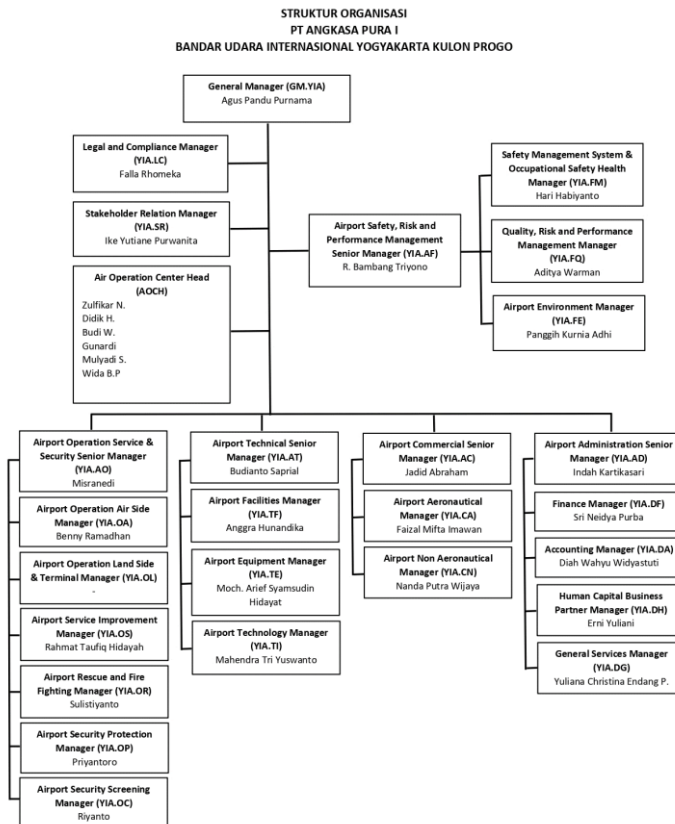 STRUKTUR ORGANISASI
PT ANGKASA PURA I
BANDAR UDARA INTERNASIONAL YOGYAKARTA KULON PROGO
General Manager (GM.YIA)
Agus Pandu Purnama
Legal and Compliance Manager
(YIA.LC)
Falla Rhomeka
Stakeholder Relation Manager
(YIA.SR)
Ike Yutiane Purwanita
Air Operation Center Head
(AOCH)
Zulfikar N.
Didik H.
Budi W.
Gunardi
Mulyadi S.
Wida B.P
Airport Safety, Risk and
Performance Management
Senior Manager (YIA.AF)
R. Bambang Triyono
Safety Management System &
Occupational Safety Health
Manager (YIA.FM)
Hari Habiyanto
Quality, Risk and Performance
Management Manager
(YIA.FQ)
Aditya Warman
Airport Environment Manager
(YIA.FE)
Panggih Kurnia Adhi
Airport Operation Service &
Security Senior Manager
(YIA.AO)
Misranedi
Airport Operation Air Side
Manager (YIA.OA)
Benny Ramadhan
Airport Operation Land Side
& Terminal Manager (YIA.OL)
-
Airport Service Improvement
Manager (YIA.OS)
Rahmat Taufiq Hidayah
Airport Rescue and Fire
Fighting Manager (YIA.OR)
Sulistiyanto
Airport Security Protection
Manager (YIA.OP)
Priyantoro
Airport Security Screening
Manager (YIA.OC)
Riyanto
Airport Technical Senior
Manager (YIA.AT)
Budianto Saprial
Airport Facilities Manager
(YIA.TF)
Anggra Hunandika
Airport Equipment Manager
(YIA.TE)
Moch. Arief Syamsudin
Hidayat
Airport Technology Manager
(YIA.TI)
Mahendra Tri Yuswanto
Airport Commercial Senior
Manager (YIA.AC)
Jadid Abraham
Airport Aeronautical
Manager (YIA.CA)
Faizal Mifta Imawan
Airport Non Aeronautical
Manager (YIA.CN)
Nanda Putra Wijaya
Airport Administration Senior
Manager (YIA.AD)
Indah Kartikasari
Finance Manager (YIA.DF)
Sri Neidya Purba
Accounting Manager (YIA.DA)
Diah Wahyu Widyastuti
Human Capital Business
Partner Manager (YIA.DH)
Erni Yuliani
General Services Manager
(YIA.DG)
Yuliana Christina Endang P.